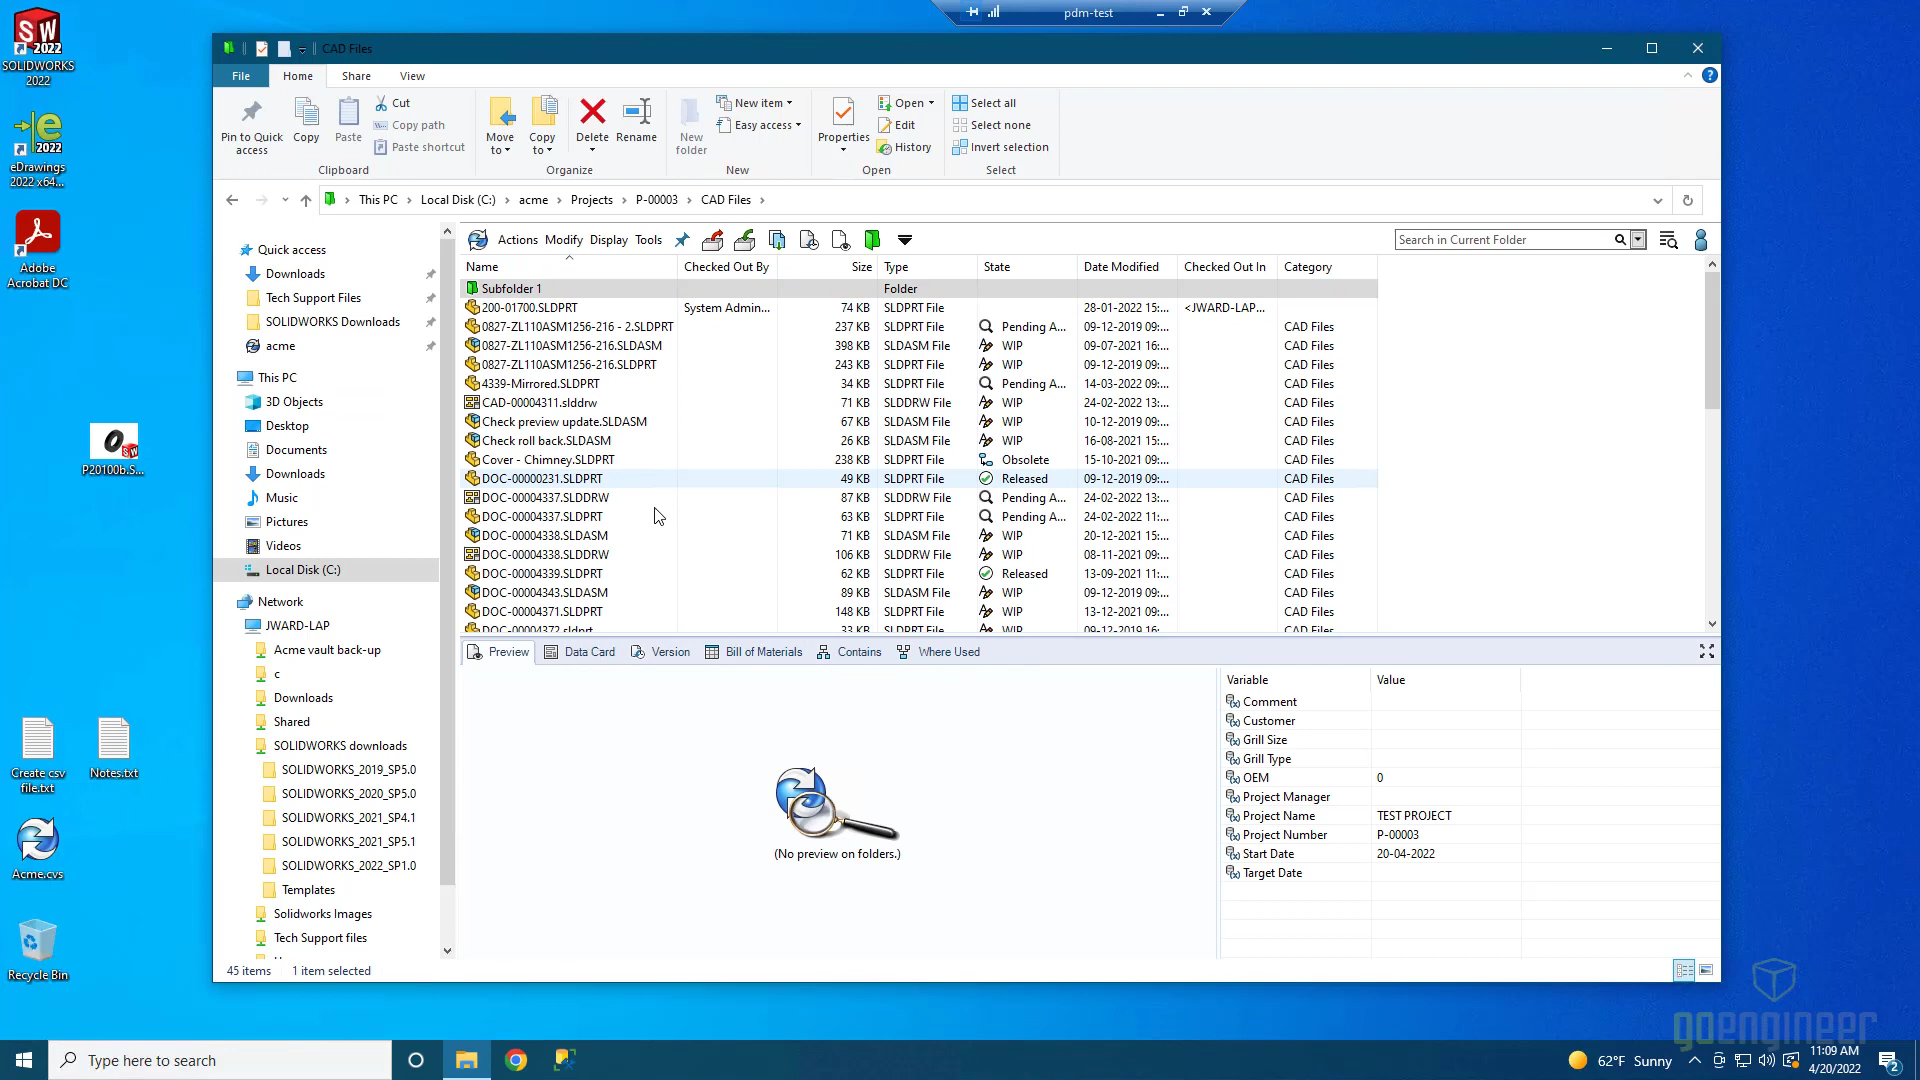 pdm-test
SOLIDWORKS
2022
eDrawings
2022 x64...
Adobe
Acrobat DC
P20100b.S...
Create csv
file.txt
Notes.txt
Acme.cvs
Recycle Bin
CAD Files
File Home Share View
Pin to Quick
access
Copy
Paste
Cut
Copy path
Paste shortcut
Clipboard
Move
to
Copy
to
Delete
Rename
Organize
New
folder
New item
Easy access
New
Properties
Open
Edit
History
Open
Select all
Select none
Invert selection
Select
This PC > Local Disk (C:) > acme > Projects > P-00003 > CAD Files >
Quick access
Downloads
Tech Support Files
SOLIDWORKS Downloads
acme
This PC
3D Objects
Desktop
Documents
Downloads
Music
Pictures
Videos
Local Disk (C:)
Network
JWARD-LAP
Acme vault back-up
c
Downloads
Shared
SOLIDWORKS downloads
SOLIDWORKS_2019_SP5.0
SOLIDWORKS_2020_SP5.0
SOLIDWORKS_2021_SP4.1
SOLIDWORKS_2021_SP5.1
SOLIDWORKS_2022_SP1.0
Templates
Solidworks Images
Tech Support files
Actions Modify Display Tools
Search in Current Folder
Name Checked Out By Size Type State Date Modified Checked Out In Category
Subfolder 1 Folder
200-01700.SLDPRT System Admin... 74 KB SLDPRT File 28-01-2022 15:... <JWARD-LAP...
0827-ZL110ASM1256-216 - 2.SLDPRT 237 KB SLDPRT File Pending A... 09-12-2019 09:... CAD Files
0827-ZL110ASM1256-216.SLDASM 398 KB SLDASM File WIP 09-07-2021 16:... CAD Files
0827-ZL110ASM1256-216.SLDPRT 243 KB SLDPRT File WIP 09-12-2019 09:... CAD Files
4339-Mirrored.SLDPRT 34 KB SLDPRT File Pending A... 14-03-2022 09:... CAD Files
CAD-00004311.slddrw 71 KB SLDDRW File WIP 24-02-2022 13:... CAD Files
Check preview update.SLDASM 67 KB SLDASM File WIP 10-12-2019 09:... CAD Files
Check roll back.SLDASM 26 KB SLDASM File WIP 16-08-2021 15:... CAD Files
Cover - Chimney.SLDPRT 238 KB SLDPRT File Obsolete 15-10-2021 09:... CAD Files
DOC-00000231.SLDPRT 49 KB SLDPRT File Released 09-12-2019 09:... CAD Files
DOC-00004337.SLDDRW 87 KB SLDDRW File Pending A... 24-02-2022 13:... CAD Files
DOC-00004337.SLDPRT 63 KB SLDPRT File Pending A... 24-02-2022 11:... CAD Files
DOC-00004338.SLDASM 71 KB SLDASM File WIP 20-12-2021 15:... CAD Files
DOC-00004338.SLDDRW 106 KB SLDDRW File WIP 08-11-2021 09:... CAD Files
DOC-00004339.SLDPRT 62 KB SLDPRT File Released 13-09-2021 11:... CAD Files
DOC-00004343.SLDASM 89 KB SLDASM File WIP 09-12-2019 09:... CAD Files
DOC-00004371.SLDPRT 148 KB SLDPRT File WIP 13-12-2021 09:... CAD Files
DOC-00004372.sldprt 33 KB SLDPRT File WIP 09-12-2019 16:... CAD Files
Preview Data Card Version Bill of Materials Contains Where Used
(No preview on folders.)
Variable Value
Comment
Customer
Grill Size
Grill Type
OEM 0
Project Manager
Project Name TEST PROJECT
Project Number P-00003
Start Date 20-04-2022
Target Date
45 items 1 item selected
goengineer
Type here to search
62°F Sunny
11:09 AM
4/20/2022
2